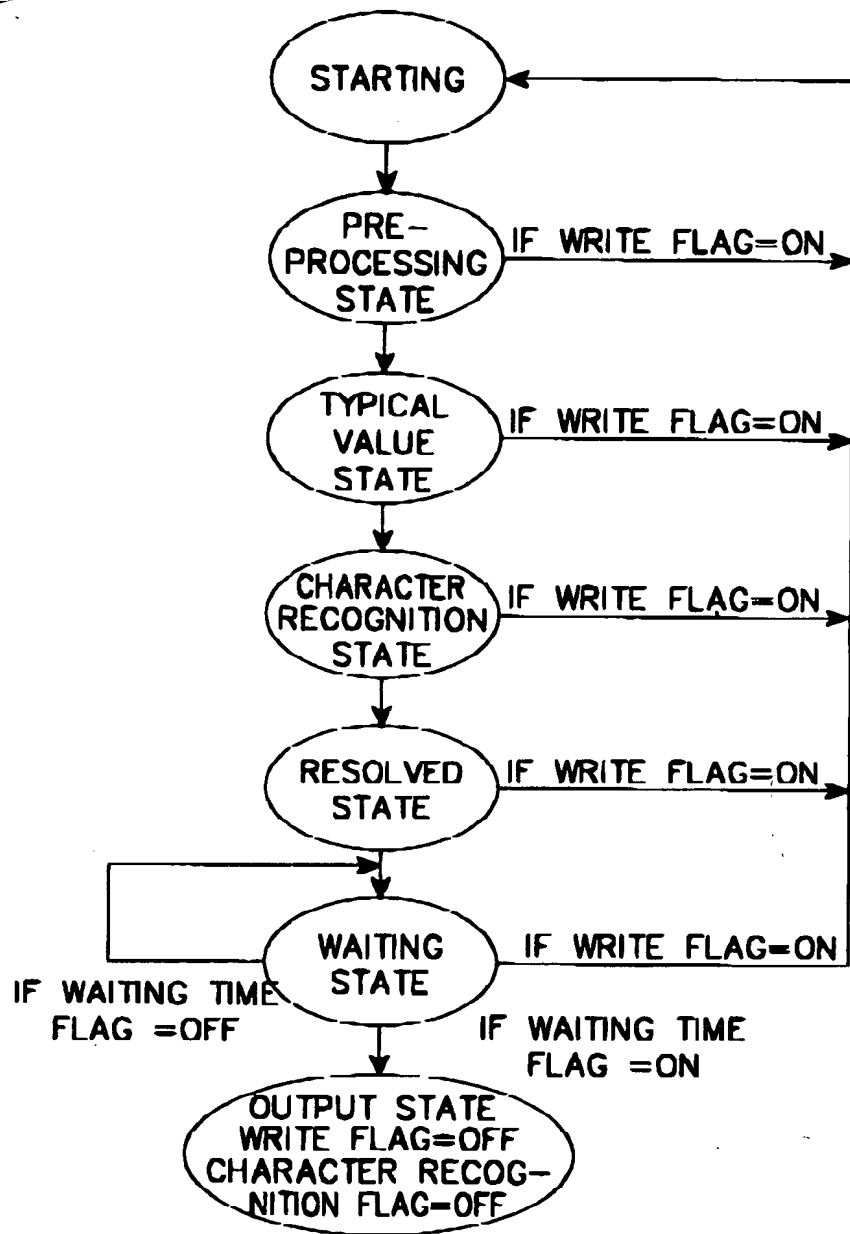 STARTING
PRE-
PROCESSING
STATE
IF WRITE FLAG=ON
TYPICAL
VALUE
STATE
IF WRITE FLAG=ON
CHARACTER
RECOGNITION
STATE
IF WRITE FLAG=ON
RESOLVED
STATE
IF WRITE FLAG=ON
WAITING
STATE
IF WRITE FLAG=ON
IF WAITING TIME
FLAG =OFF
IF WAITING TIME
FLAG =ON
OUTPUT STATE
WRITE FLAG=OFF
CHARACTER RECOG-
NITION FLAG=OFF